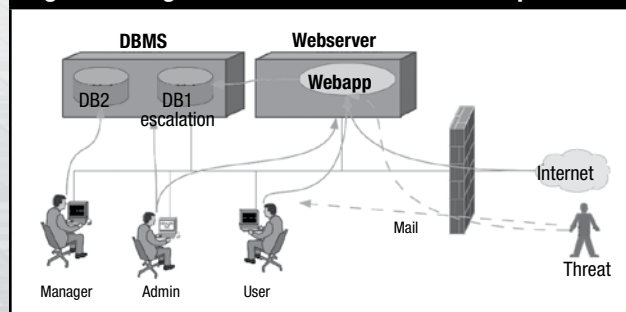 DBMS
Webserver
DB2
DB1
escalation
Webapp
Internet
Mail
Threat
Manager
Admin
User